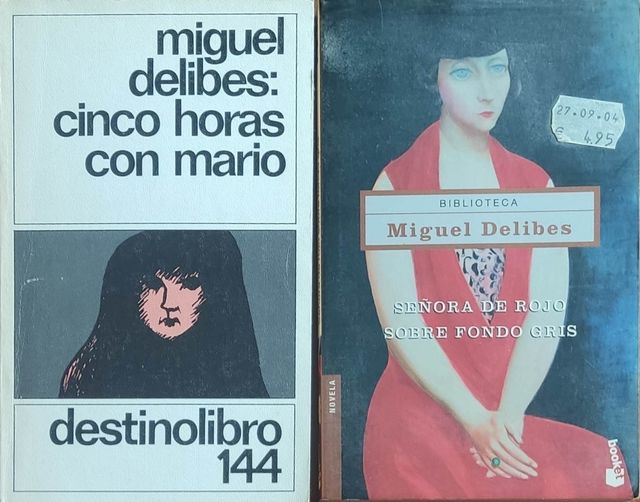 miguel
delibes:
cinco horas
con mario
destinolibro
144
27.09.04
€ 4,95
BIBLIOTECA
Miguel Delibes
SEÑORA DE ROJO
SOBRE FONDO GRIS
NOVELA
booket